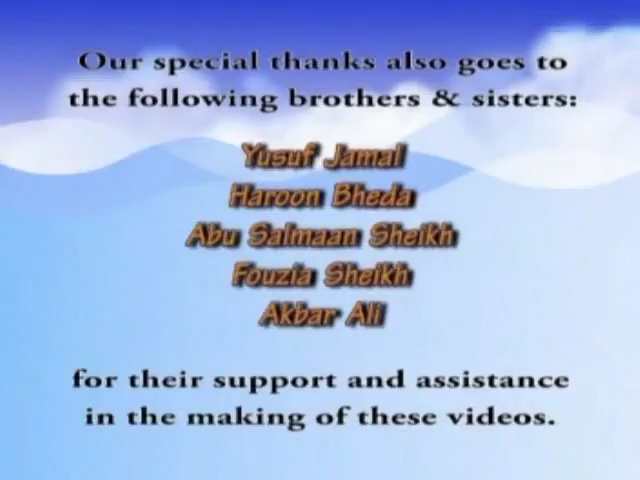 Our special thanks also goes to
the following brothers & sisters:
Yusuf Jamal
Haroon Bheda
Abu Salmaan Sheikh
Fouzia Sheikh
Akbar Ali
for their support and assistance
in the making of these videos.